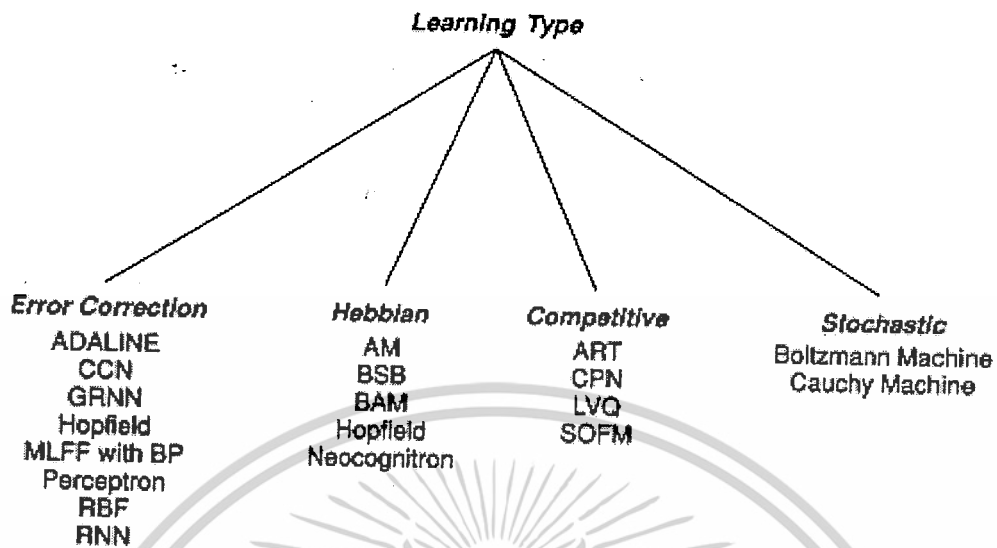 Learning Type
Error Correction
ADALINE
CCN
GRNN
Hopfield
MLFF with BP
Perceptron
RBF
RNN
Hebbian
AM
BSB
BAM
Hopfield
Neocognitron
Competitive
ART
CPN
LVQ
SOFM
Stochastic
Boltzmann Machine
Cauchy Machine